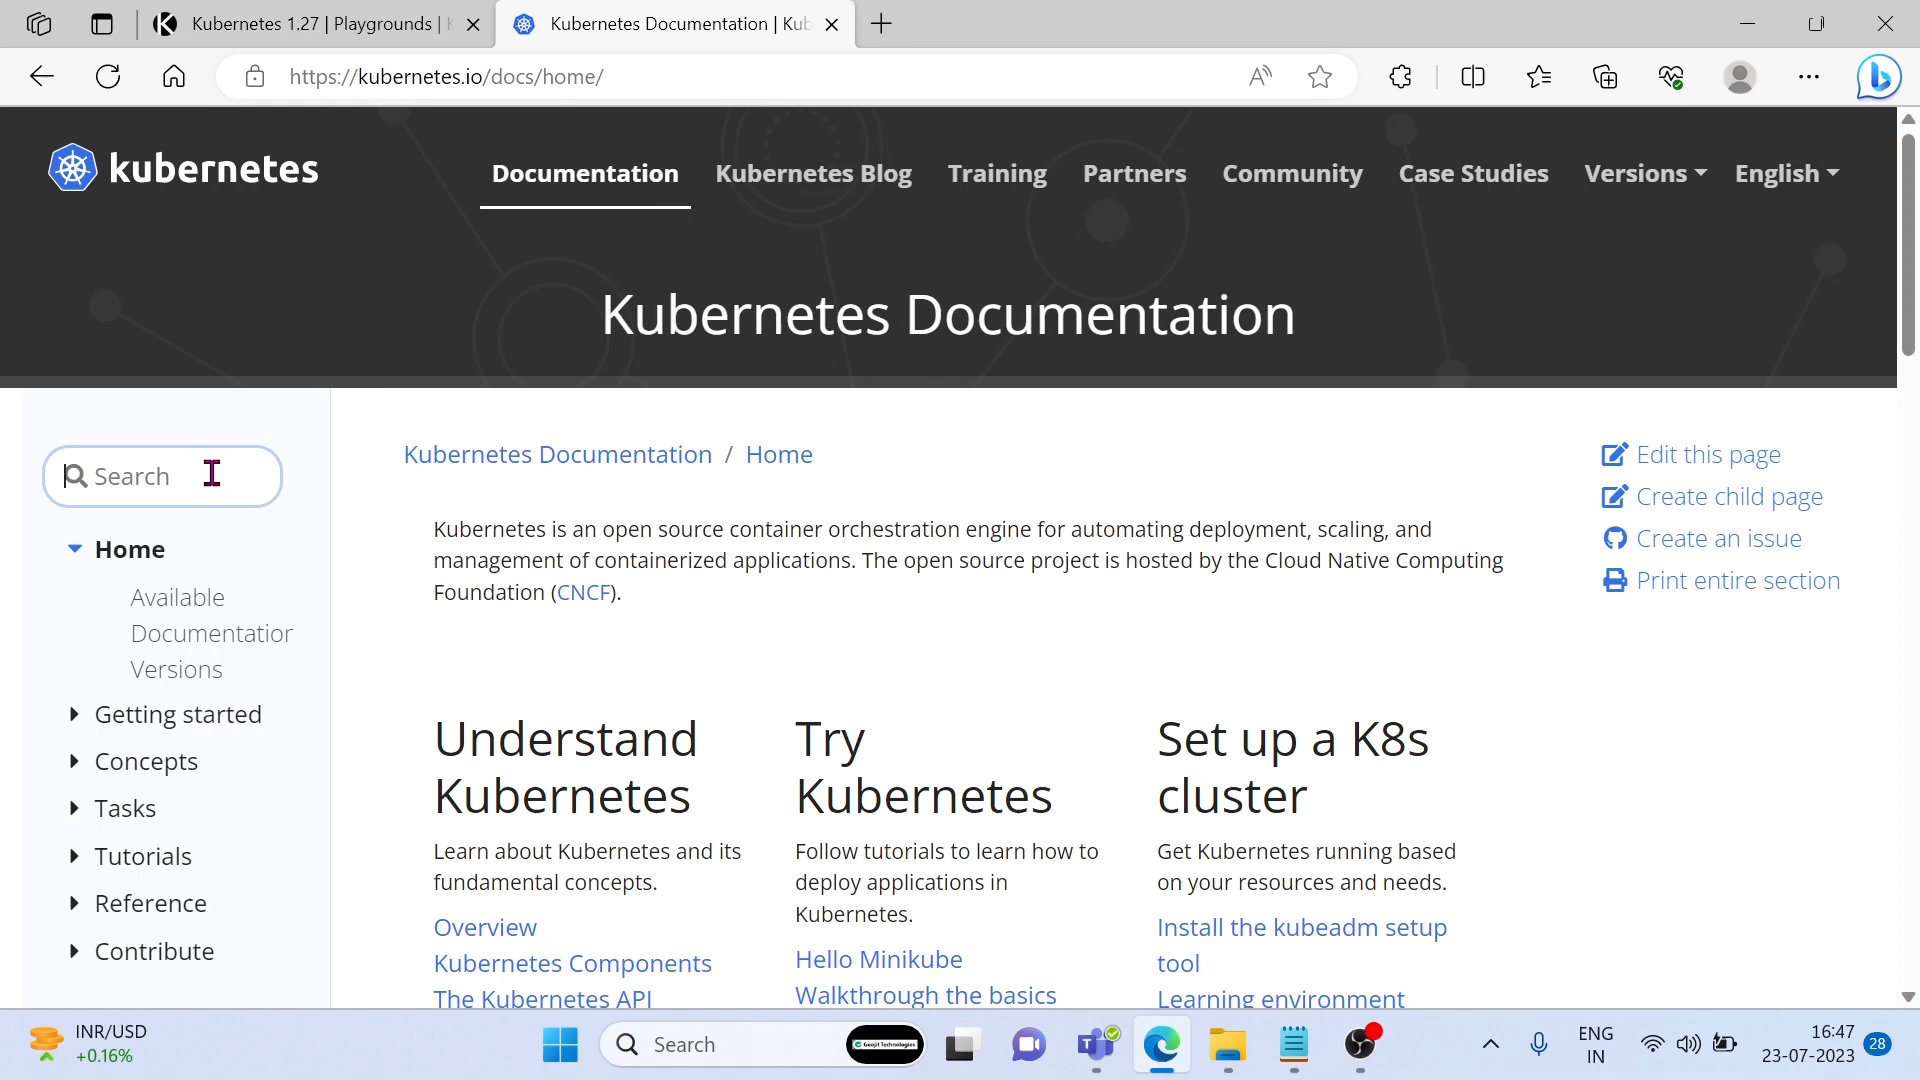 Kubernetes 1.27 | Playgrounds | K
Kubernetes Documentation | Kub
https://kubernetes.io/docs/home/
kubernetes
Documentation
Kubernetes Blog
Training
Partners
Community
Case Studies
Versions
English
Kubernetes Documentation
Search
Home
Available
Documentation
Versions
Getting started
Concepts
Tasks
Tutorials
Reference
Contribute
Kubernetes Documentation / Home
Kubernetes is an open source container orchestration engine for automating deployment, scaling, and
management of containerized applications. The open source project is hosted by the Cloud Native Computing
Foundation (CNCF).
Edit this page
Create child page
Create an issue
Print entire section
Understand
Kubernetes
Learn about Kubernetes and its
fundamental concepts.
Overview
Kubernetes Components
The Kubernetes API
Try
Kubernetes
Follow tutorials to learn how to
deploy applications in
Kubernetes.
Hello Minikube
Walkthrough the basics
Set up a K8s
cluster
Get Kubernetes running based
on your resources and needs.
Install the kubeadm setup
tool
Learning environment
INR/USD
+0.16%
Search
Geojit Technologies
ENG
IN
16:47
23-07-2023
28